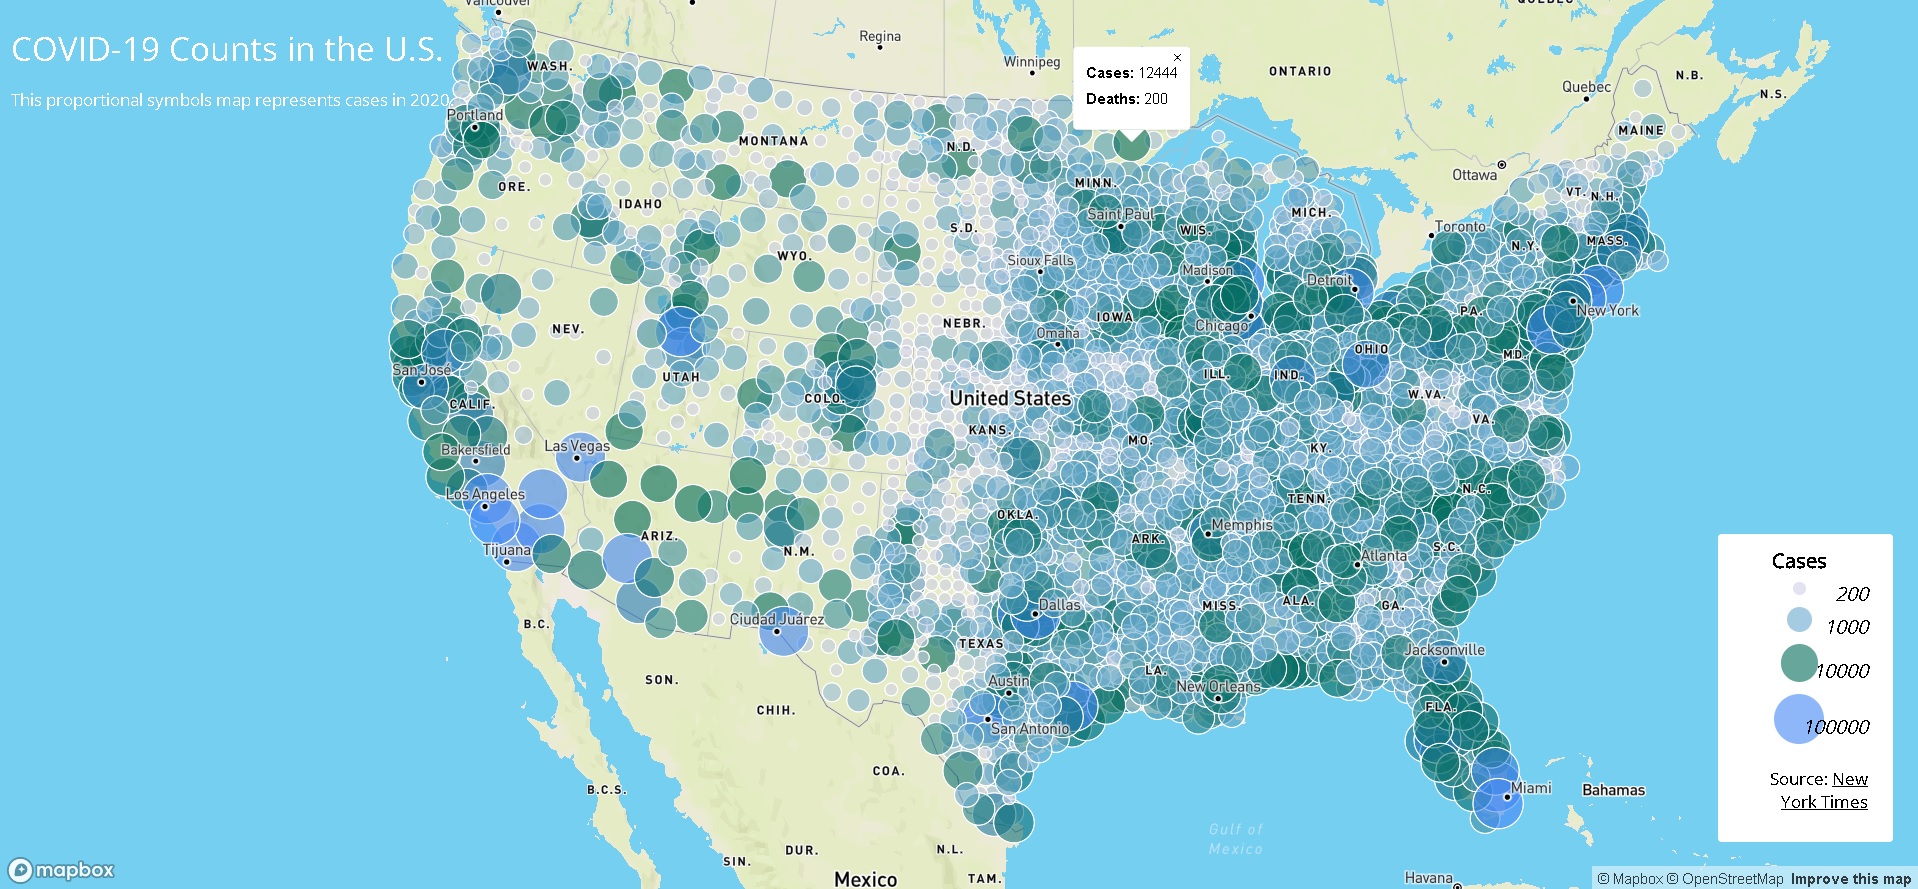 Vancouver
QUEBEC
COVID-19 Counts in the U.S.
This proportional symbols map represents cases in 2020.
×
Cases: 12444
Deaths: 200
Regina
Winnipeg
ONTARIO
Quebec
N.B.
N.S.
WASH.
Portland
MONTANA
N.D.
MAINE
Ottawa
ORE.
IDAHO
MINN.
VT.
N.H.
Saint Paul
MICH.
S.D.
WIS.
Toronto
N.Y.
MASS.
WYO.
Sioux Falls
Madison
Detroit
NEV.
NEBR.
IOWA
Chicago
PA.
New York
Omaha
OHIO
MD.
San José
UTAH
ILL.
IND.
CALIF.
COLO.
United States
W.VA.
KANS.
MO.
VA.
Bakersfield
Las Vegas
KY.
Los Angeles
OKLA.
TENN.
N.C.
Memphis
Tijuana
ARIZ.
N.M.
ARK.
Atlanta
S.C.
B.C.
Ciudad Juárez
Dallas
MISS.
ALA.
GA.
TEXAS
Jacksonville
SON.
Austin
LA.
New Orleans
CHIH.
San Antonio
FLA.
COA.
B.C.S.
Miami
Bahamas
Gulf of
Mexico
SIN.
DUR.
N.L.
Mexico
TAM.
Havana
Cases
200
1000
10000
100000
Source: New
York Times
mapbox
© Mapbox © OpenStreetMap Improve this map